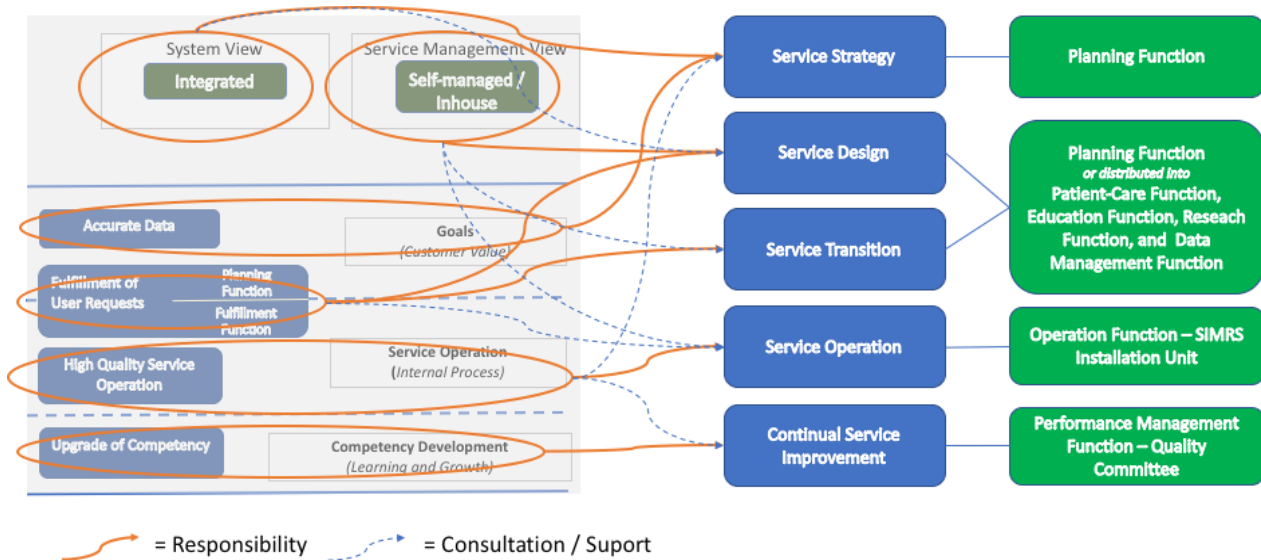 System View
Integrated
Service Management View
Self-managed /
Inhouse
Accurate Data
Goals
(Customer Value)
Fulfillment of
User Requests
Planning
Function
Fulfillment
Function
Service Operation
(Internal Process)
High Quality Service
Operation
Upgrade of Competency
Competency Development
(Learning and Growth)
Service Strategy
Service Design
Service Transition
Service Operation
Continual Service
Improvement
Planning Function
Planning Function
or distributed into
Patient-Care Function,
Education Function, Reseach
Function, and Data
Management Function
Operation Function – SIMRS
Installation Unit
Performance Management
Function – Quality
Committee
= Responsibility
= Consultation / Suport